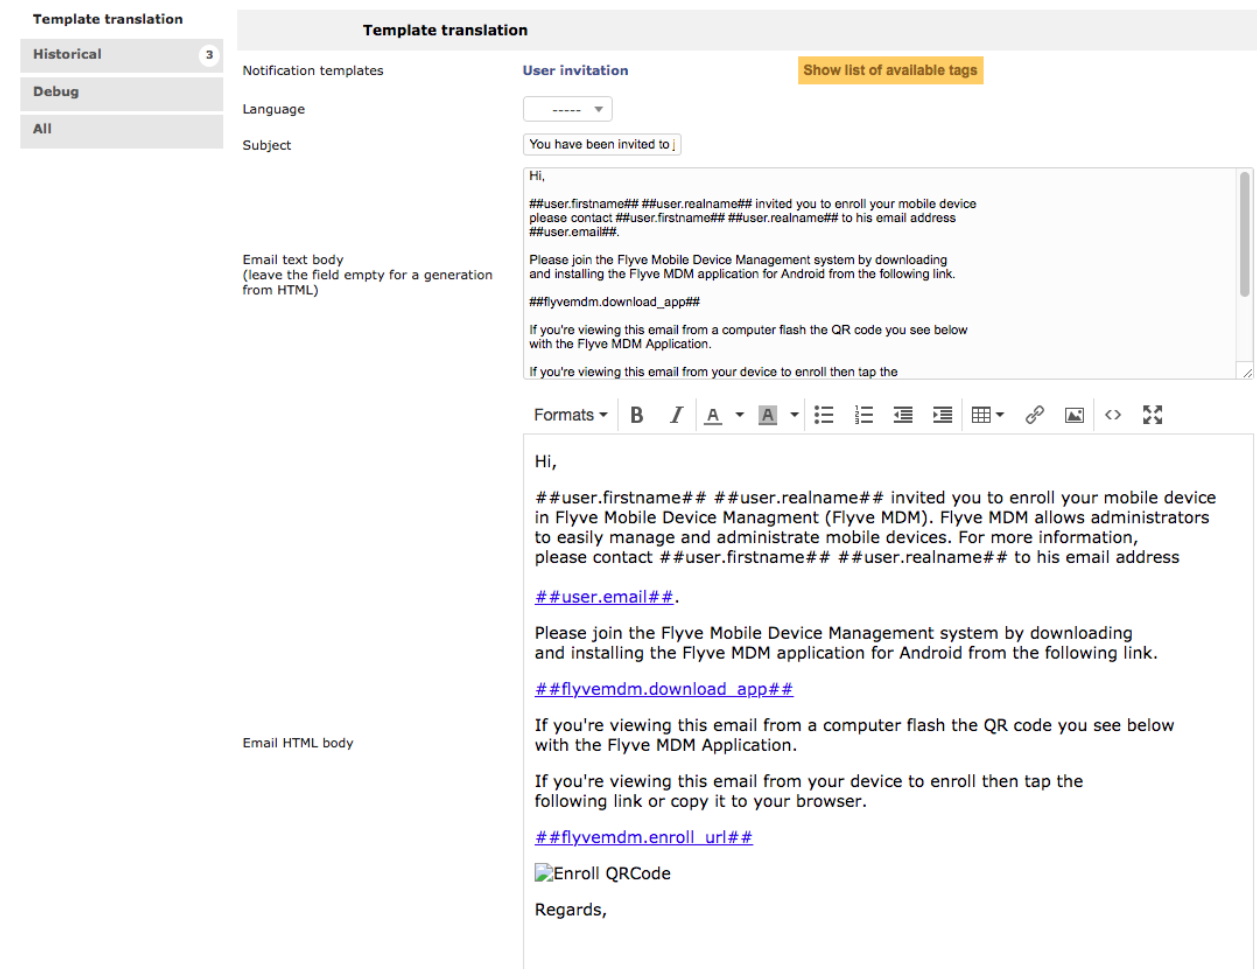 Template translation
Historical 3
Debug
All
Template translation
Notification templates User invitation Show list of available tags
Language -----
Subject You have been invited to j
Email text body
(leave the field empty for a generation
from HTML)
Hi,
##user.firstname## ##user.realname## invited you to enroll your mobile device
please contact ##user.firstname## ##user.realname## to his email address
##user.email##.
Please join the Flyve Mobile Device Management system by downloading
and installing the Flyve MDM application for Android from the following link.
##flyvemdm.download_app##
If you're viewing this email from a computer flash the QR code you see below
with the Flyve MDM Application.
If you're viewing this email from your device to enroll then tap the
Formats B I A A
Email HTML body
Hi,
##user.firstname## ##user.realname## invited you to enroll your mobile device
in Flyve Mobile Device Managment (Flyve MDM). Flyve MDM allows administrators
to easily manage and administrate mobile devices. For more information,
please contact ##user.firstname## ##user.realname## to his email address
##user.email##.
Please join the Flyve Mobile Device Management system by downloading
and installing the Flyve MDM application for Android from the following link.
##flyvemdm.download_app##
If you're viewing this email from a computer flash the QR code you see below
with the Flyve MDM Application.
If you're viewing this email from your device to enroll then tap the
following link or copy it to your browser.
##flyvemdm.enroll_url##
Enroll QRCode
Regards,